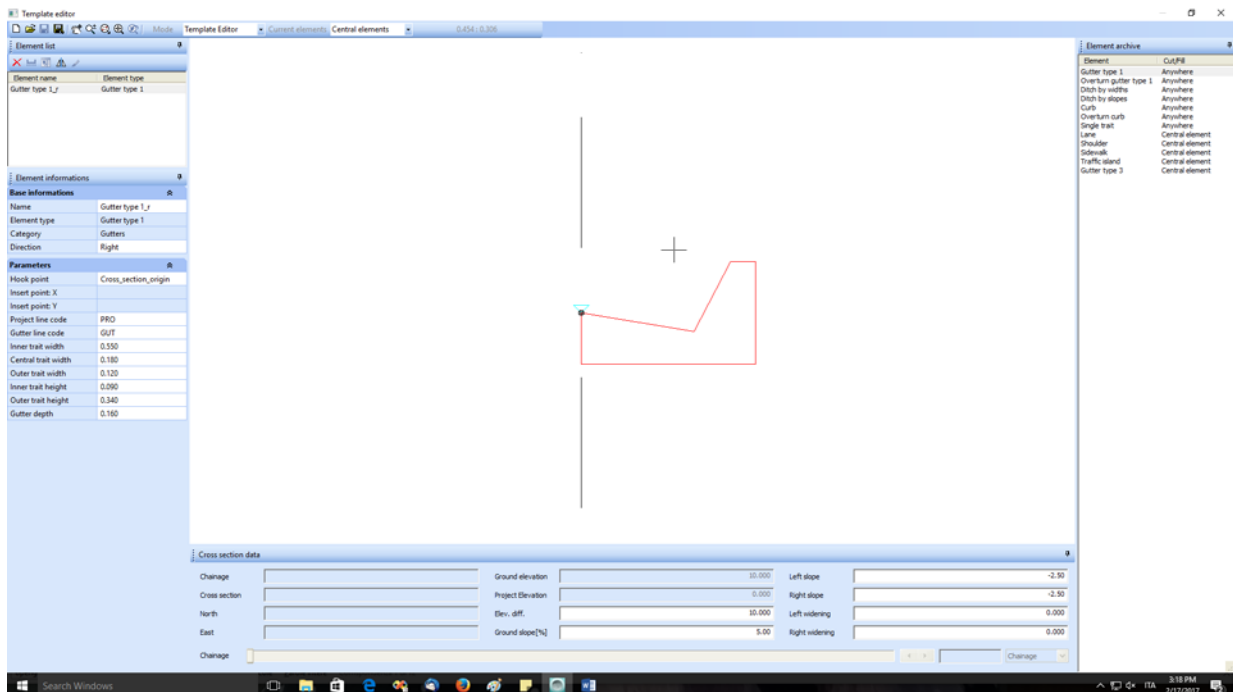 Template editor
Mode Template Editor Current elements Central elements 0.454 / 0.306
Element list
Element name Element type
Gutter type 1_r Gutter type 1
Element informations
Base informations
Name Gutter type 1_r
Element type Gutter type 1
Category Gutters
Direction Right
Parameters
Hook point Cross_section_origin
Insert point: X
Insert point: Y
Project line code PRO
Gutter line code GUT
Inner trait width 0.550
Central trait width 0.180
Outer trait width 0.120
Inner trait height 0.090
Outer trait height 0.340
Gutter depth 0.160
Element archive
Element Cut/Fill
Gutter type 1 Anywhere
Overturn gutter type 1 Anywhere
Ditch by widths Anywhere
Ditch by slopes Anywhere
Curb Anywhere
Overturn curb Anywhere
Single trait Anywhere
Lane Central element
Shoulder Central element
Sidewalk Central element
Traffic island Central element
Gutter type 3 Central element
Cross section data
Chainage Ground elevation 10.000 Left slope -2.50
Cross section Project Elevation 0.000 Right slope -2.50
North Elev. diff. 10.000 Left widening 0.000
East Ground slope[%] 5.00 Right widening 0.000
Chainage Chainage
Search Windows ITA 3:18 PM
2/17/2017